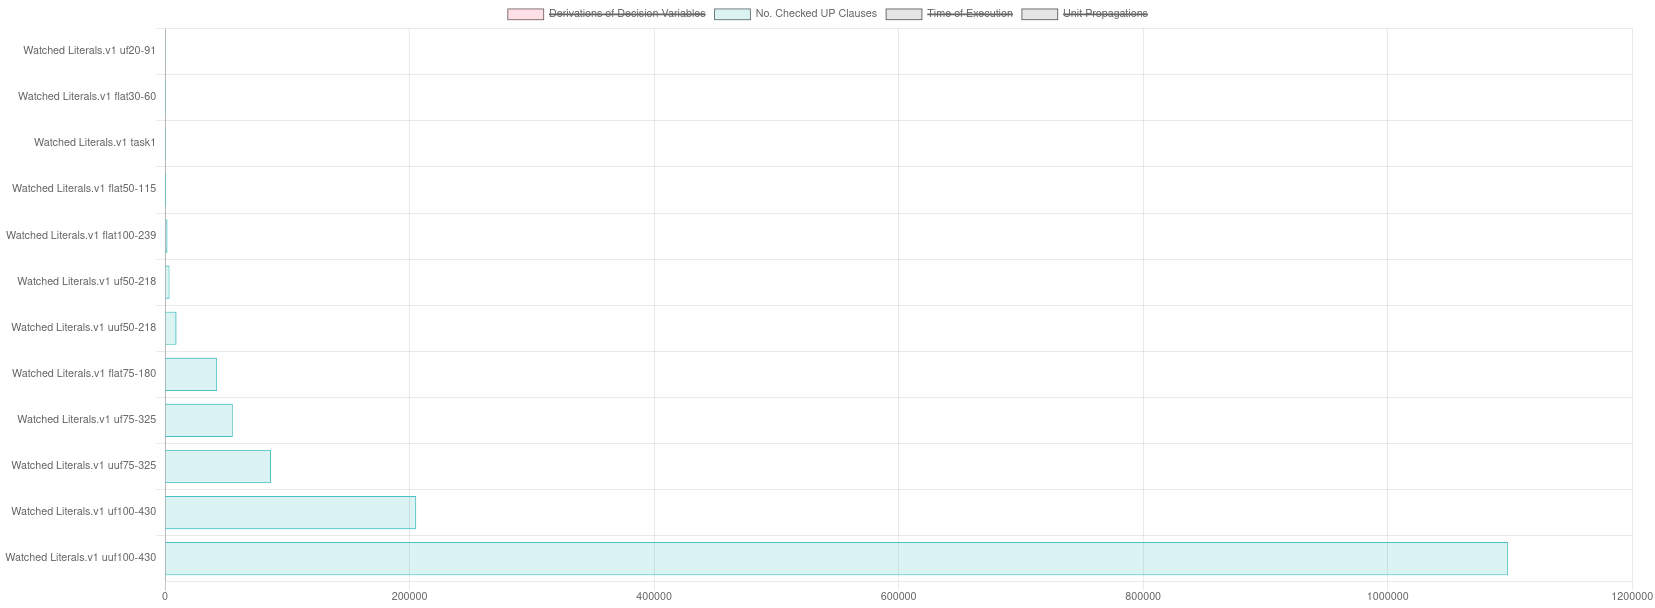 Derivations of Decision Variables No. Checked UP Clauses Time of Execution Unit Propagations
Watched Literals.v1 uf20-91
Watched Literals.v1 flat30-60
Watched Literals.v1 task1
Watched Literals.v1 flat50-115
Watched Literals.v1 flat100-239
Watched Literals.v1 uf50-218
Watched Literals.v1 uuf50-218
Watched Literals.v1 flat75-180
Watched Literals.v1 uf75-325
Watched Literals.v1 uuf75-325
Watched Literals.v1 uf100-430
Watched Literals.v1 uuf100-430
0 200000 400000 600000 800000 1000000 1200000